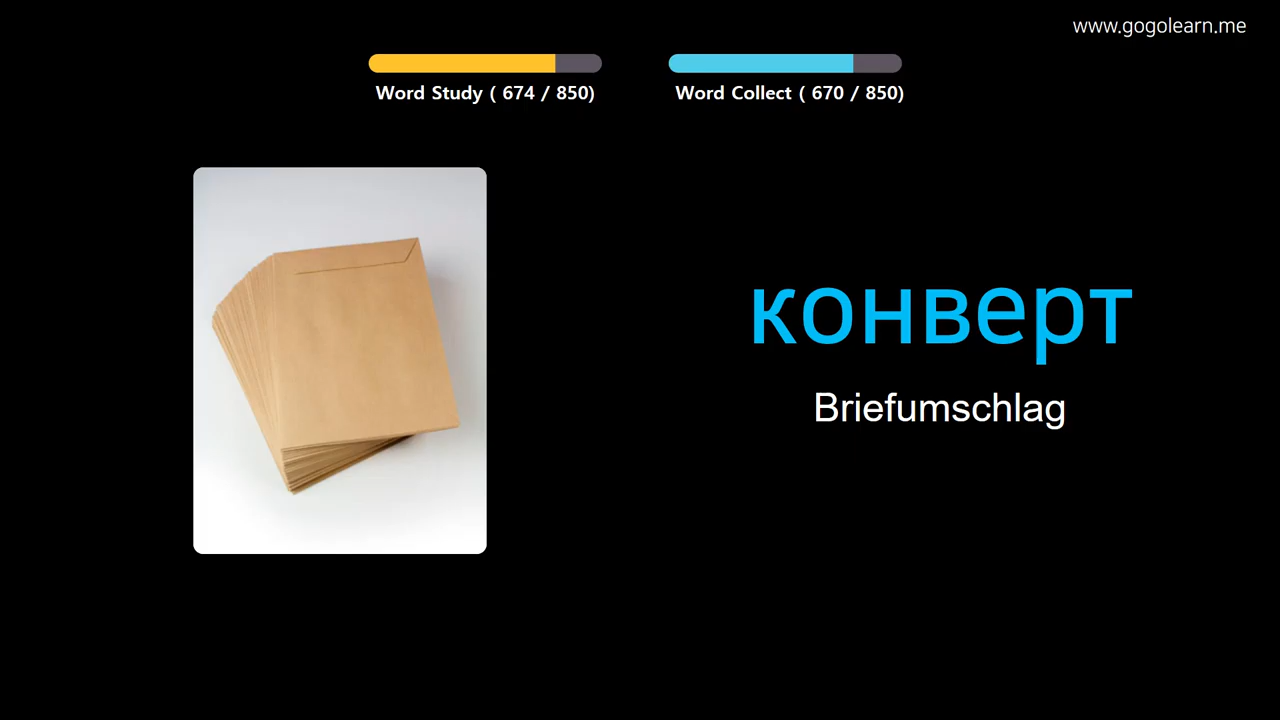 www.gogolearn.me
Word Study ( 674 / 850)
Word Collect ( 670 / 850)
конверт
Briefumschlag